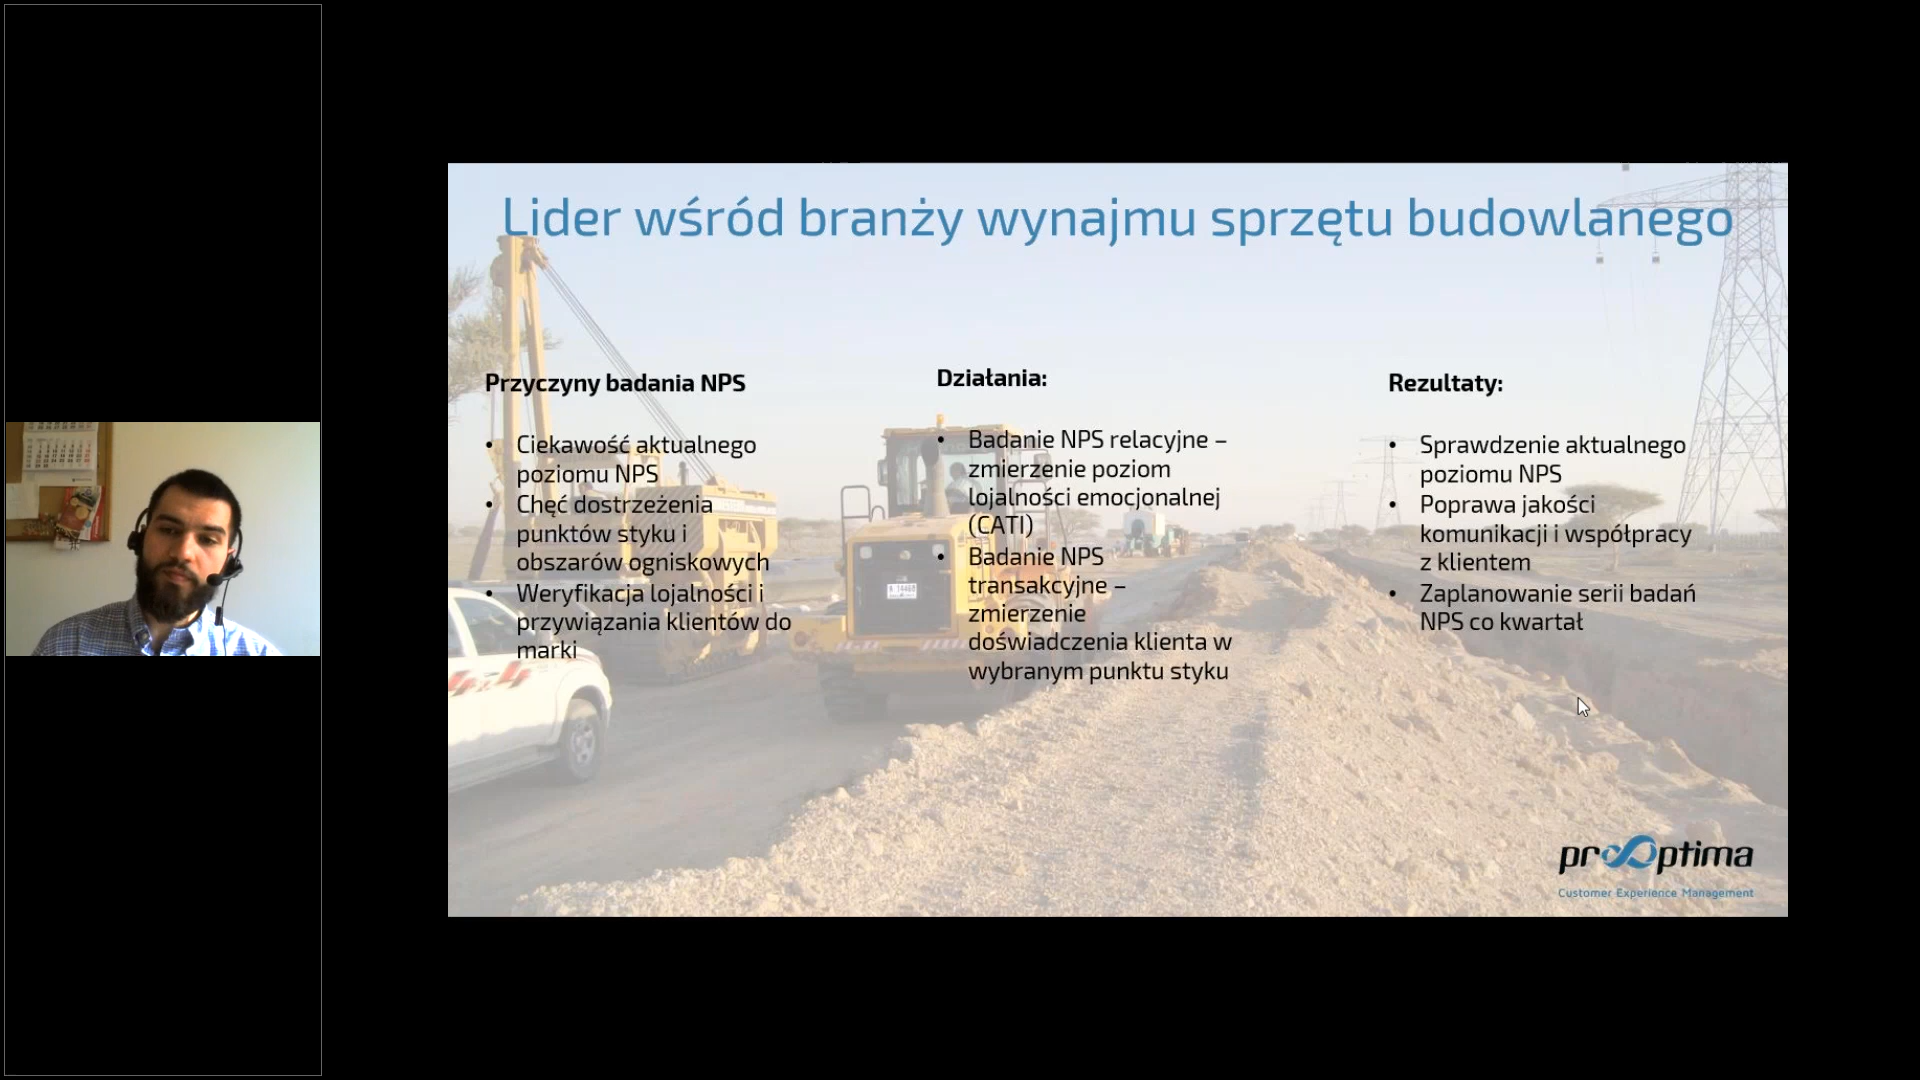 Lider wśród branży wynajmu sprzętu budowlanego
Przyczyny badania NPS
• Ciekawość aktualnego
poziomu NPS
• Chęć dostrzeżenia
punktów styku i
obszarów ogniskowych
• Weryfikacja lojalności i
przywiązania klientów do
marki
Działania:
• Badanie NPS relacyjne –
zmierzenie poziom
lojalności emocjonalnej
(CATI)
• Badanie NPS
transakcyjne –
zmierzenie
doświadczenia klienta w
wybranym punktu styku
Rezultaty:
• Sprawdzenie aktualnego
poziomu NPS
• Poprawa jakości
komunikacji i współpracy
z klientem
• Zaplanowanie serii badań
NPS co kwartał
4x4
prooptima
Customer Experience Management